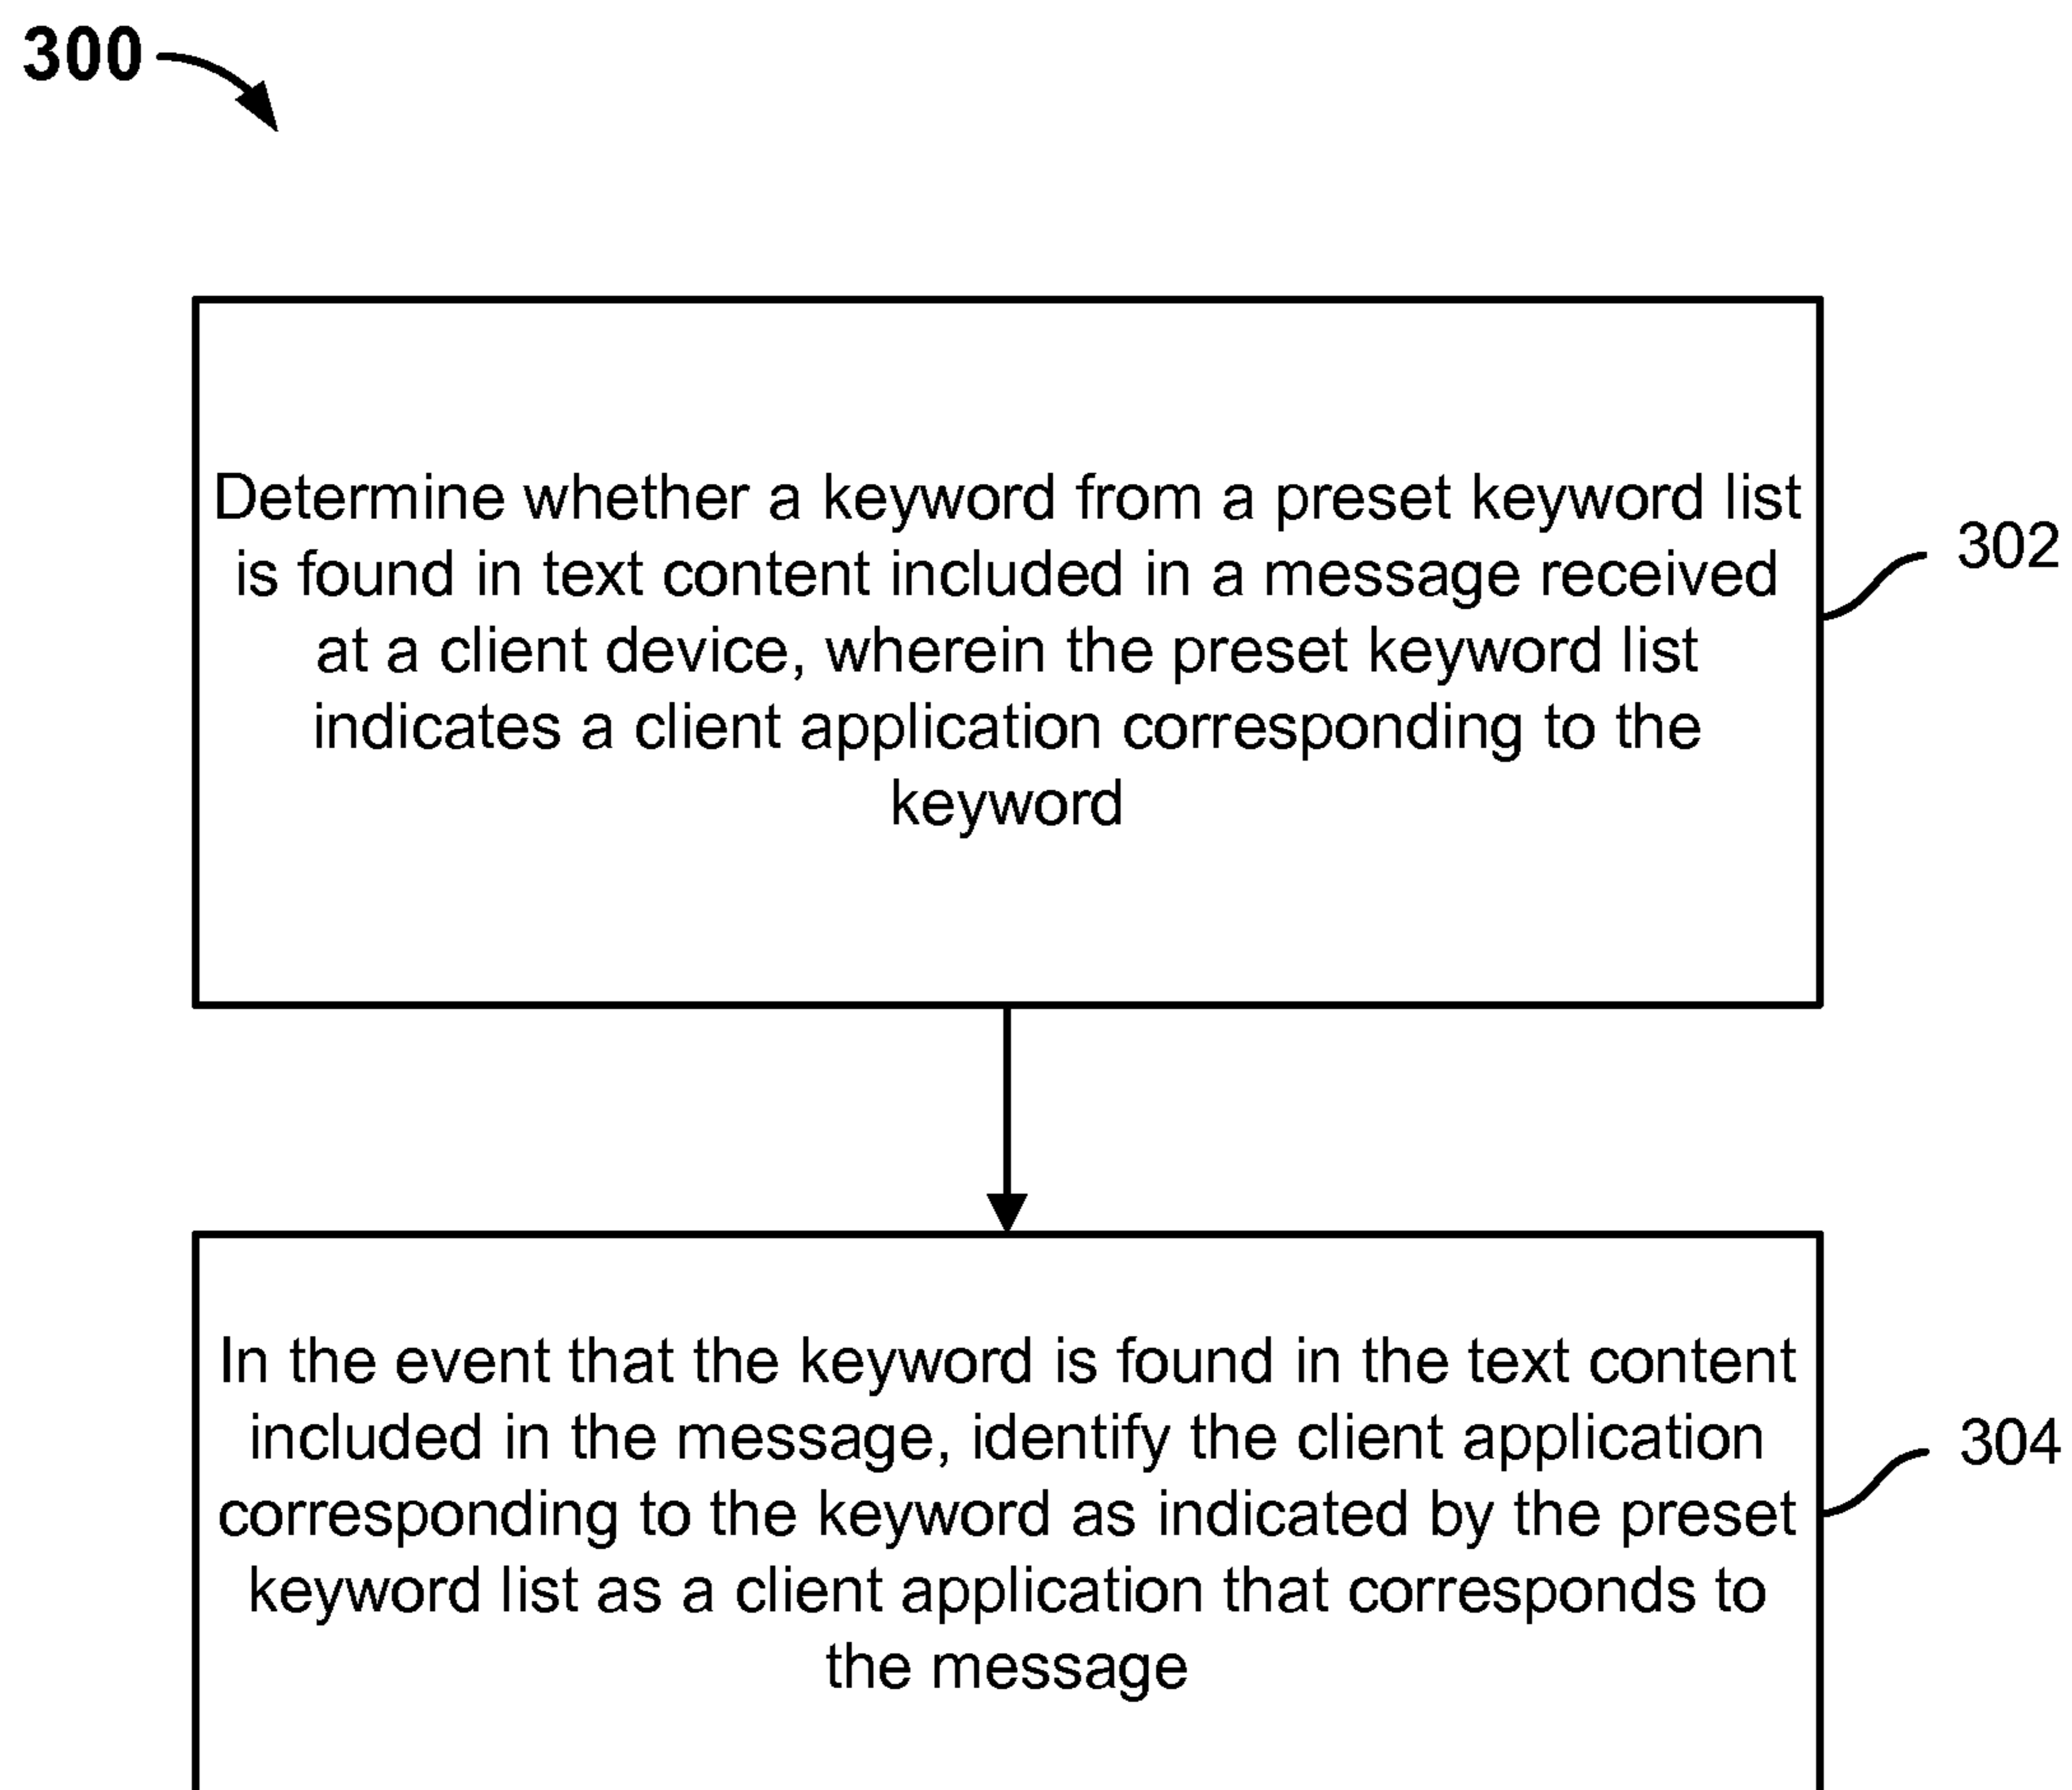 300
Determine whether a keyword from a preset keyword list
is found in text content included in a message received
at a client device, wherein the preset keyword list
indicates a client application corresponding to the
keyword
302
In the event that the keyword is found in the text content
included in the message, identify the client application
corresponding to the keyword as indicated by the preset
keyword list as a client application that corresponds to
the message
304